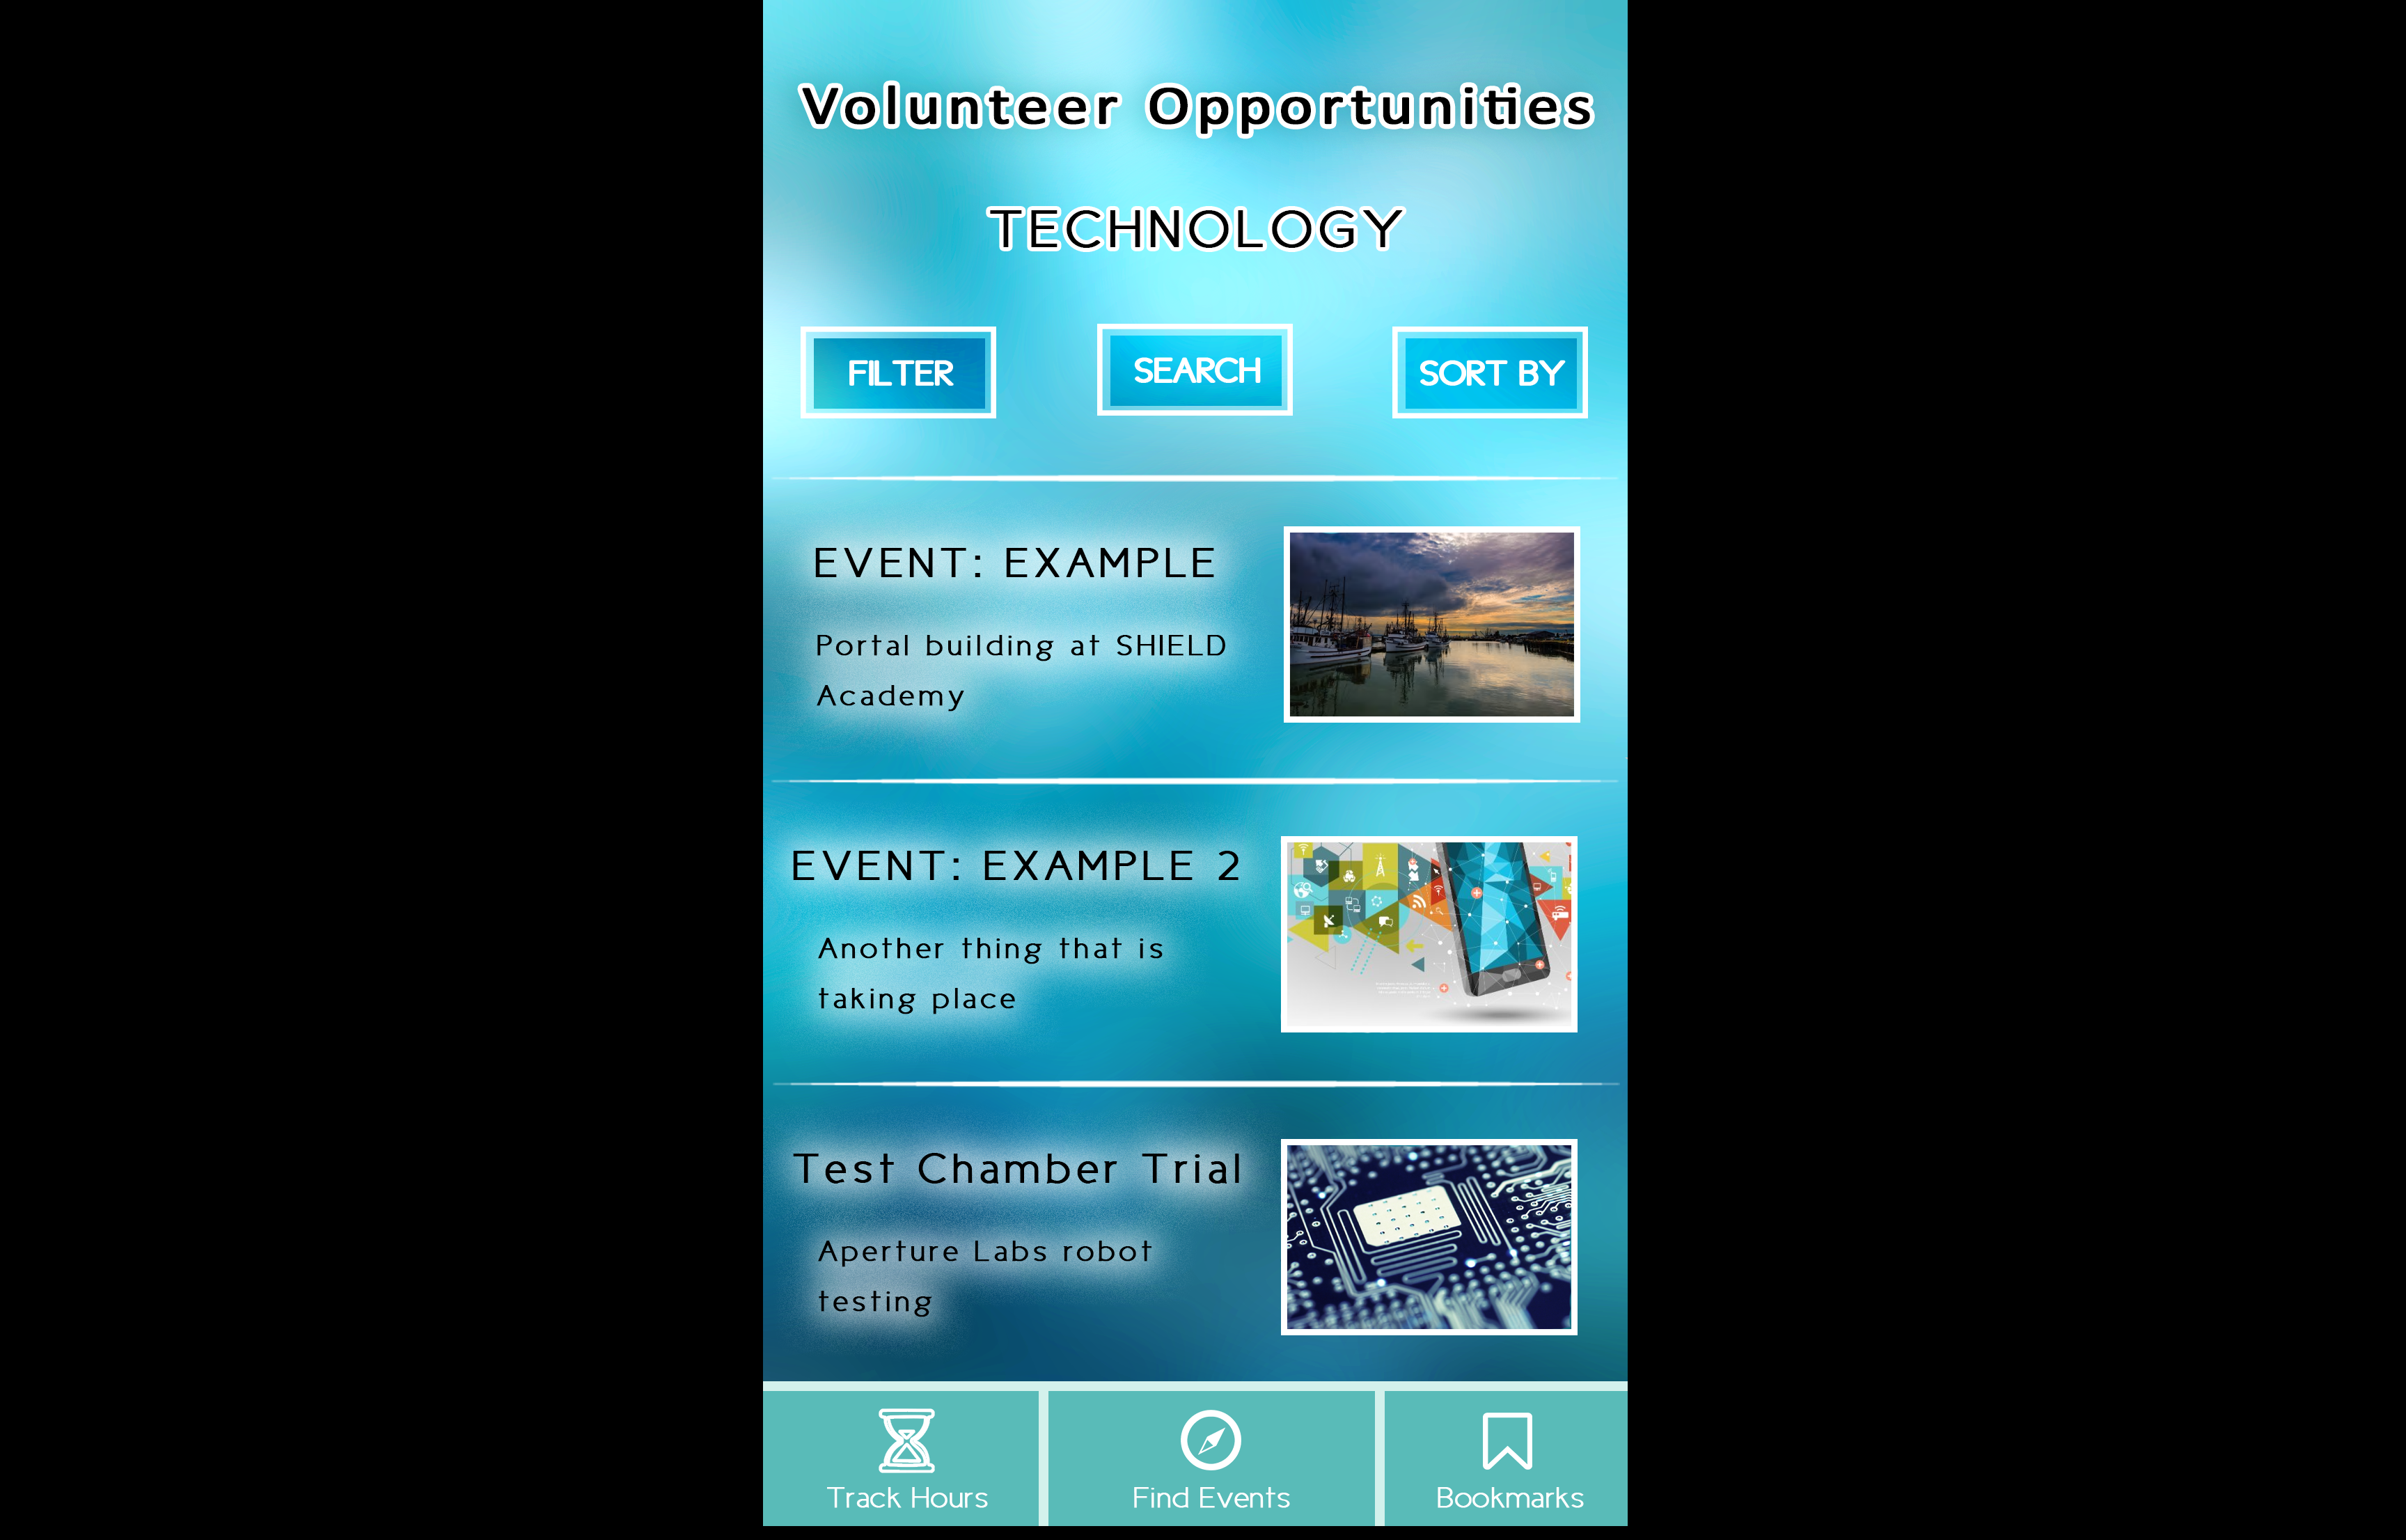 Volunteer Opportunities
TECHNOLOGY
FILTER
SEARCH
SORT BY
EVENT: EXAMPLE
Portal building at SHIELD
Academy
EVENT: EXAMPLE 2
Another thing that is
taking place
Test Chamber Trial
Aperture Labs robot
testing
Track Hours
Find Events
Bookmarks